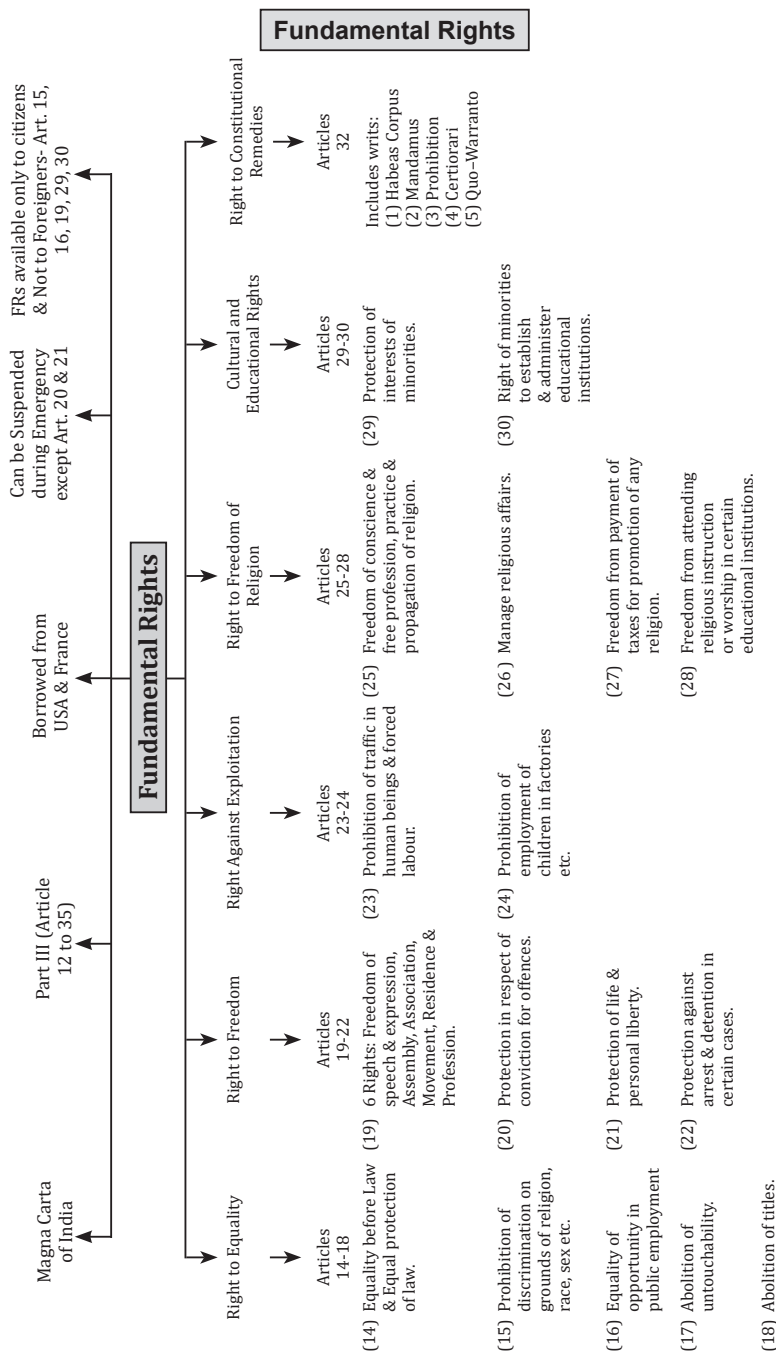 Fundamental Rights
Magna Carta
of India
Part III (Article
12 to 35)
Borrowed from
USA & France
Can be Suspended
during Emergency
except Art. 20 & 21
FRs available only to citizens
& Not to Foreigners- Art. 15,
16, 19, 29, 30
Fundamental Rights
Right to Equality
Articles
14-18
(14) Equality before Law
& Equal protection
of law.
(15) Prohibition of
discrimination on
grounds of religion,
race, sex etc.
(16) Equality of
opportunity in
public employment
(17) Abolition of
untouchability.
(18) Abolition of titles.
Right to Freedom
Articles
19-22
(19) 6 Rights: Freedom of
speech & expression,
Assembly, Association,
Movement, Residence &
Profession.
(20) Protection in respect of
conviction for offences.
(21) Protection of life &
personal liberty.
(22) Protection against
arrest & detention in
certain cases.
Right Against Exploitation
Articles
23-24
(23) Prohibition of traffic in
human beings & forced
labour.
(24) Prohibition of
employment of
children in factories
etc.
Right to Freedom of
Religion
Articles
25-28
(25) Freedom of conscience &
free profession, practice &
propagation of religion.
(26 ) Manage religious affairs.
(27) Freedom from payment of
taxes for promotion of any
religion.
(28) Freedom from attending
religious instruction
or worship in certain
educational institutions.
Cultural and
Educational Rights
Articles
29-30
(29) Protection of
interests of
minorities.
(30) Right of minorities
to establish
& administer
educational
institutions.
Right to Constitutional
Remedies
Articles
32
Includes writs:
(1) Habeas Corpus
(2) Mandamus
(3) Prohibition
(4) Certiorari
(5) Quo–Warranto